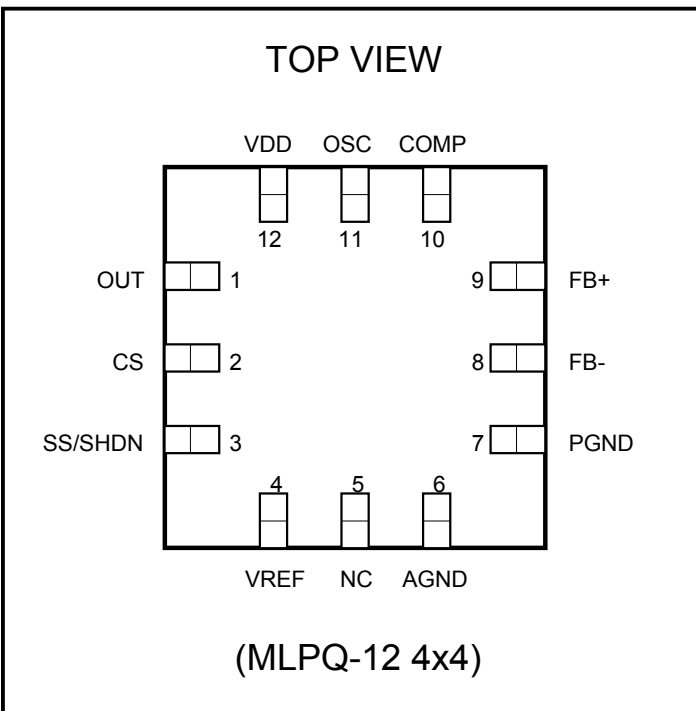 TOP VIEW
VDD OSC COMP
12 11 10
OUT 1 9 FB+
CS 2 8 FB-
SS/SHDN 3 7 PGND
4 5 6
VREF NC AGND
(MLPQ-12 4x4)